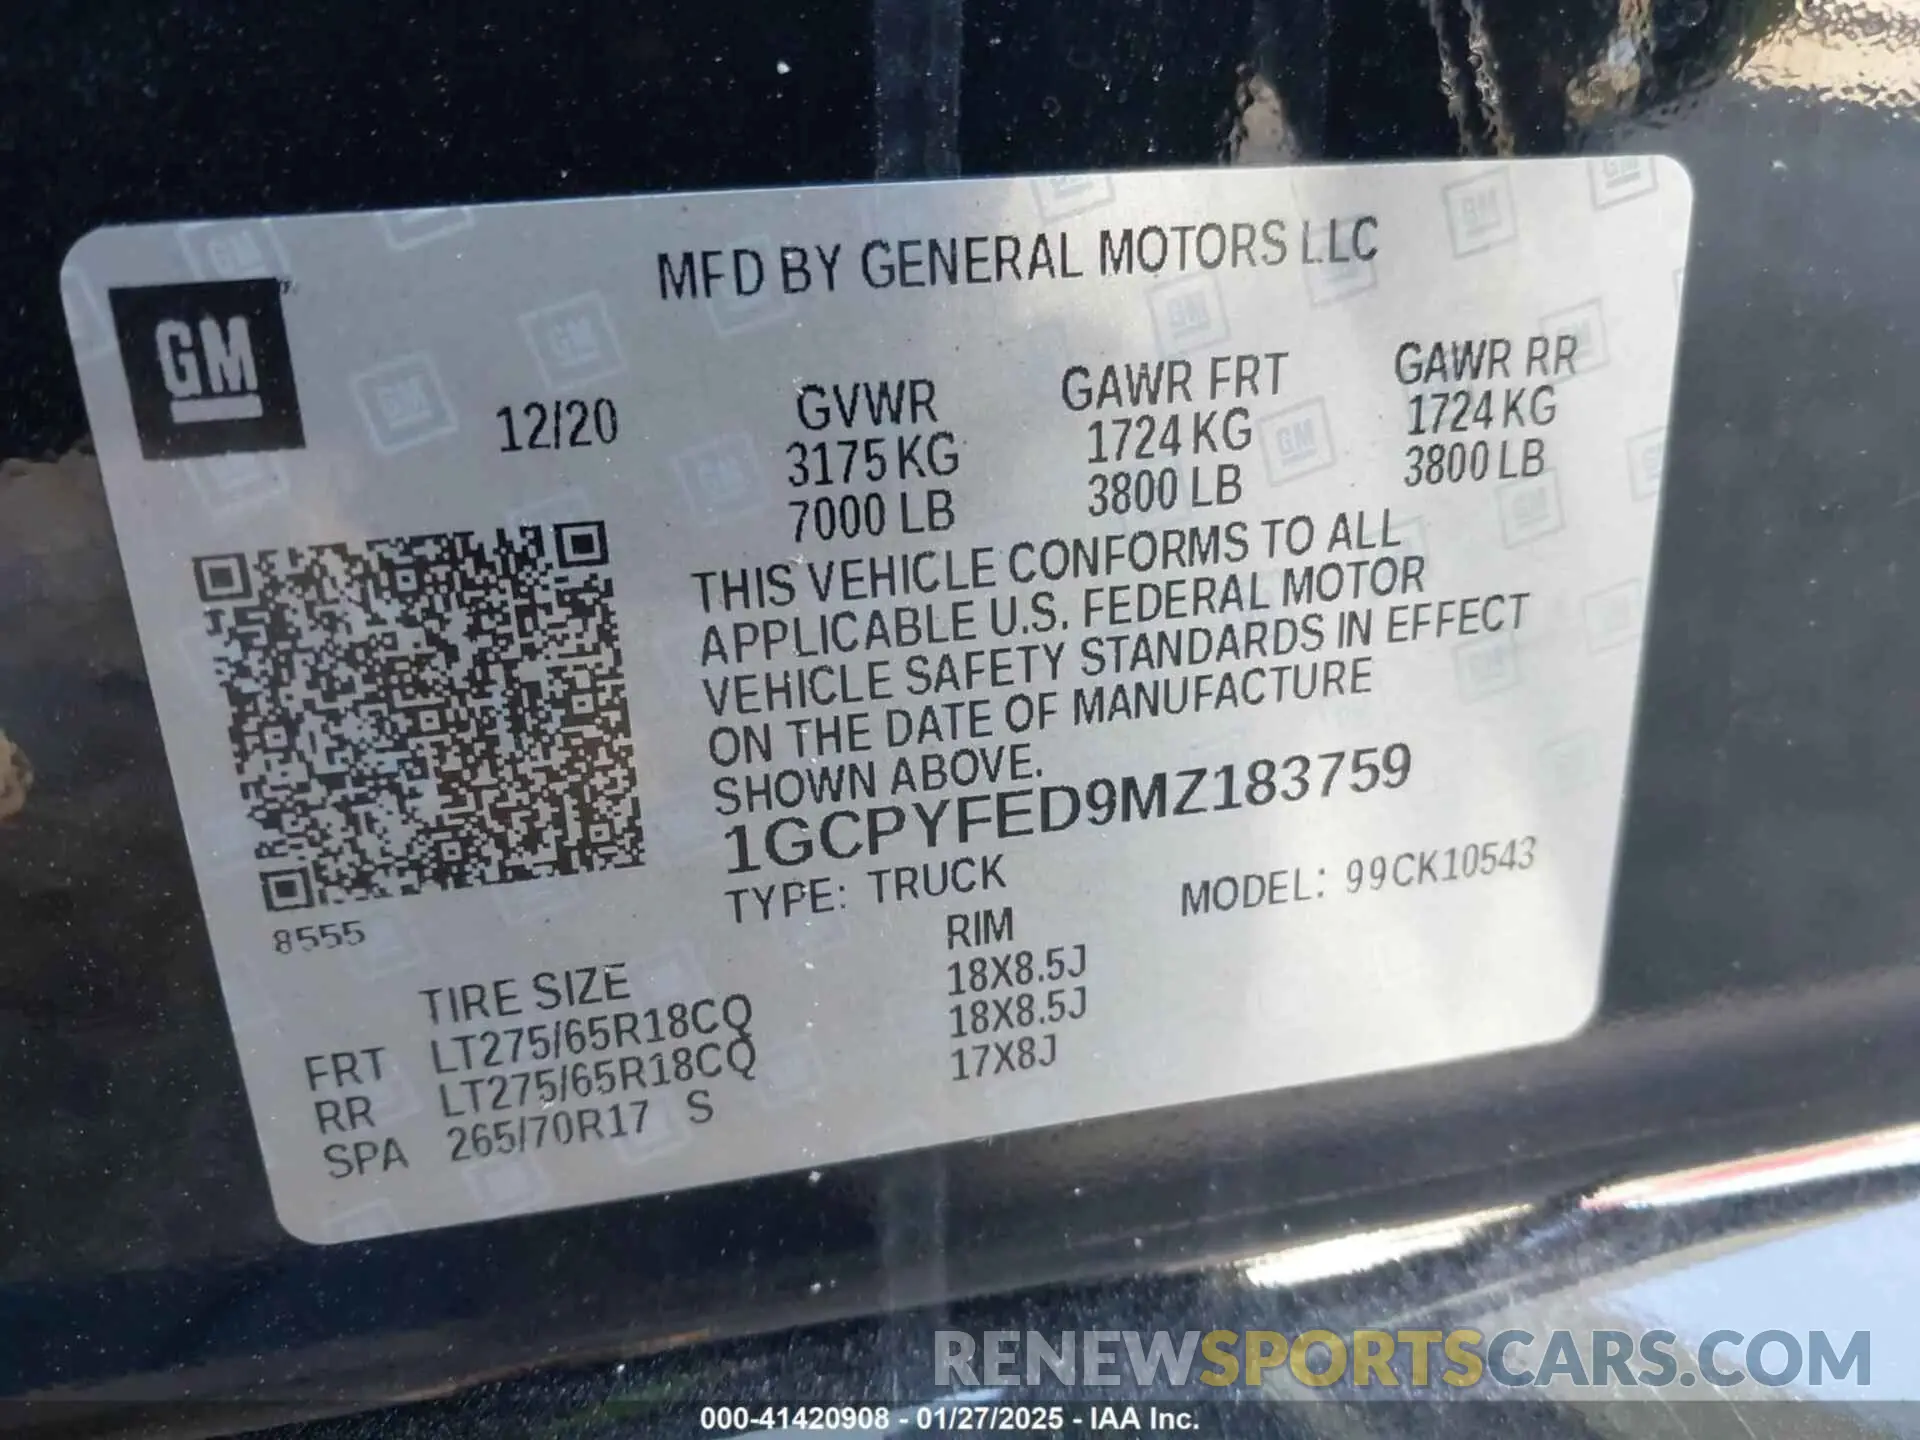 MFD BY GENERAL MOTORS LLC
GM
12/20
GVWR
3175 KG
7000 LB
GAWR FRT
1724 KG
3800 LB
GAWR RR
1724 KG
3800 LB
THIS VEHICLE CONFORMS TO ALL
APPLICABLE U.S. FEDERAL MOTOR
VEHICLE SAFETY STANDARDS IN EFFECT
ON THE DATE OF MANUFACTURE
SHOWN ABOVE.
1GCPYFED9MZ183759
TYPE: TRUCK
MODEL: 99CK10543
8555
TIRE SIZE RIM
FRT LT275/65R18CQ 18X8.5J
RR LT275/65R18CQ 18X8.5J
SPA 265/70R17 S 17X8J
RENEWSPORTSCARS.COM
000-41420908 - 01/27/2025 - IAA Inc.